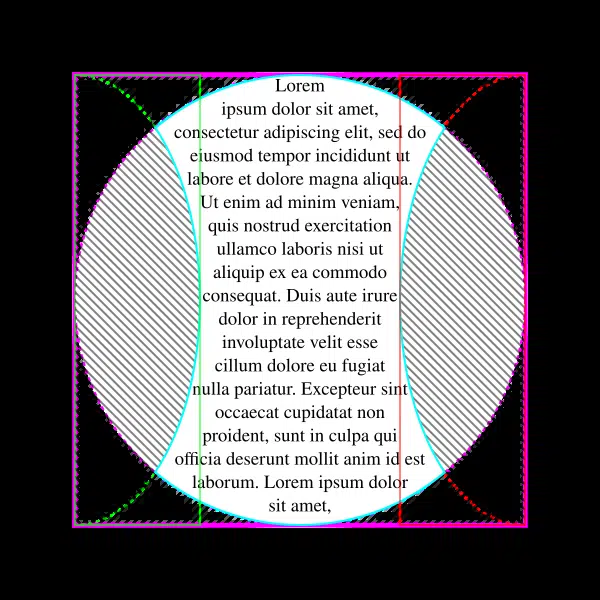 Lorem
ipsum dolor sit amet,
consectetur adipiscing elit, sed do
eiusmod tempor incididunt ut
labore et dolore magna aliqua.
Ut enim ad minim veniam,
quis nostrud exercitation
ullamco laboris nisi ut
aliquip ex ea commodo
consequat. Duis aute irure
dolor in reprehenderit
involuptate velit esse
cillum dolore eu fugiat
nulla pariatur. Excepteur sint
occaecat cupidatat non
proident, sunt in culpa qui
officia deserunt mollit anim id est
laborum. Lorem ipsum dolor
sit amet,